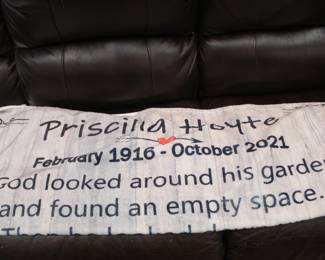 Priscilla Hoyte
February 1916 - October 2021
God looked around his garden
and found an empty space.